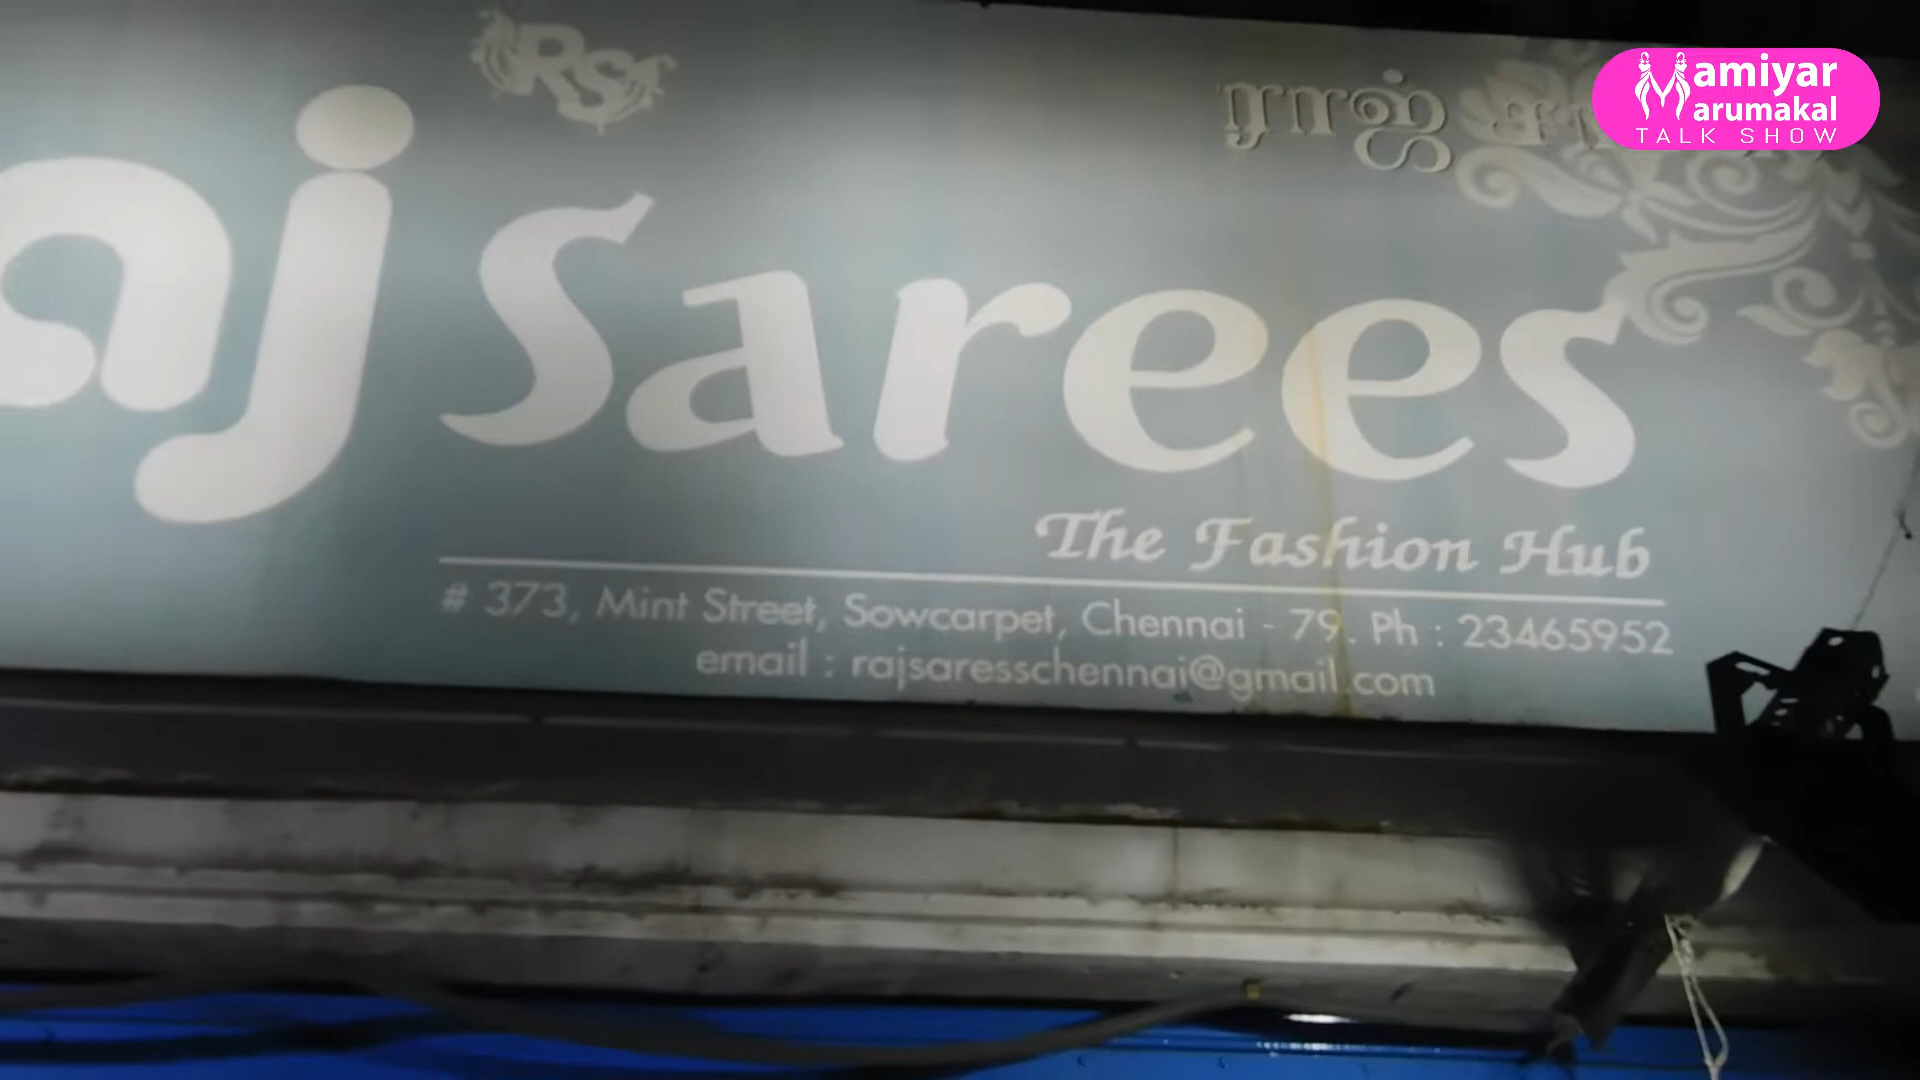 RS
ராஜ்
aj Sarees
The Fashion Hub
# 373, Mint Street, Sowcarpet, Chennai - 79. Ph : 23465952
email : rajsaresschennai@gmail.com
Mamiyar
Marumakal
TALK SHOW